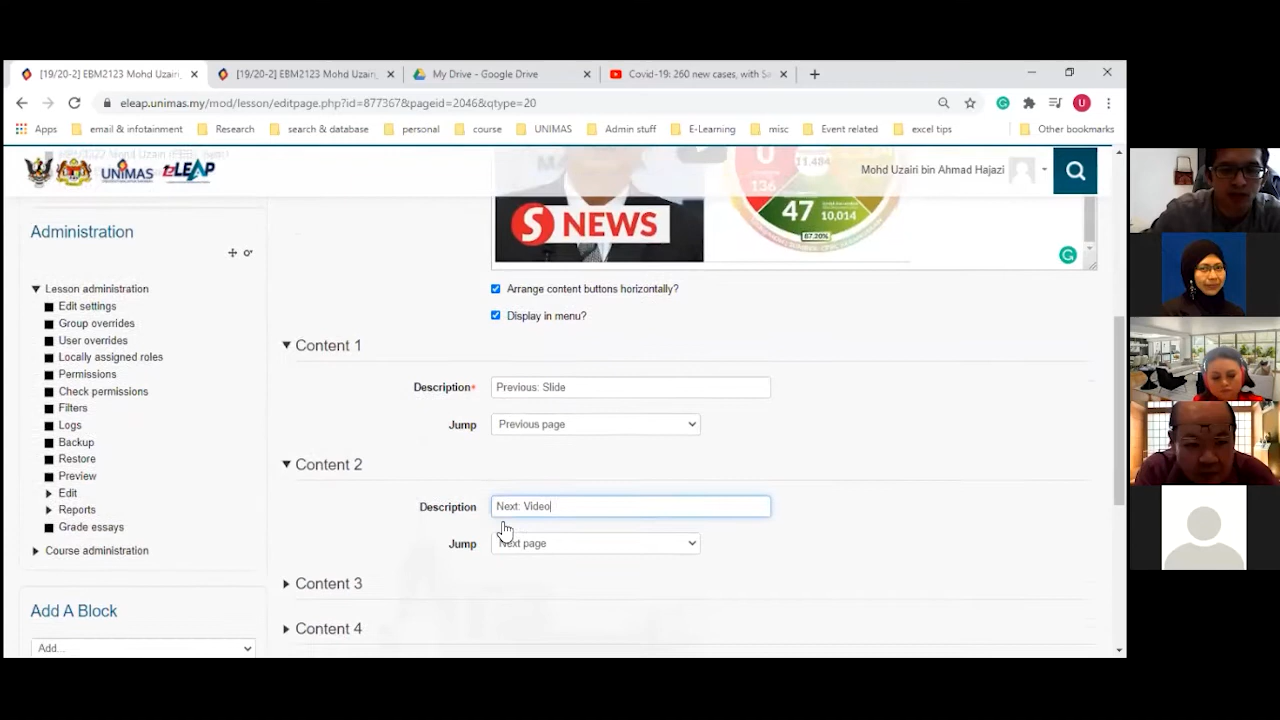 [19/20-2] EBM2123 Mohd Uzairi
[19/20-2] EBM2123 Mohd Uzairi
My Drive - Google Drive
Covid-19: 260 new cases, with Sa
eleap.unimas.my/mod/lesson/editpage.php?id=877367&pageid=2046&qtype=20
U
Apps
email & infotainment
Research
search & database
personal
course
UNIMAS
Admin stuff
E-Learning
misc
Event related
excel tips
Other bookmarks
UNIMAS
eLEAP
Mohd Uzairi bin Ahmad Hajazi
Administration
Lesson administration
Edit settings
Group overrides
User overrides
Locally assigned roles
Permissions
Check permissions
Filters
Logs
Backup
Restore
Preview
Edit
Reports
Grade essays
Course administration
Add A Block
Add...
NEWS
136
11,484
47
10,014
87.20%
Arrange content buttons horizontally?
Display in menu?
Content 1
Description*
Previous: Slide
Jump
Previous page
Content 2
Description
Next: Video
Jump
Next page
Content 3
Content 4